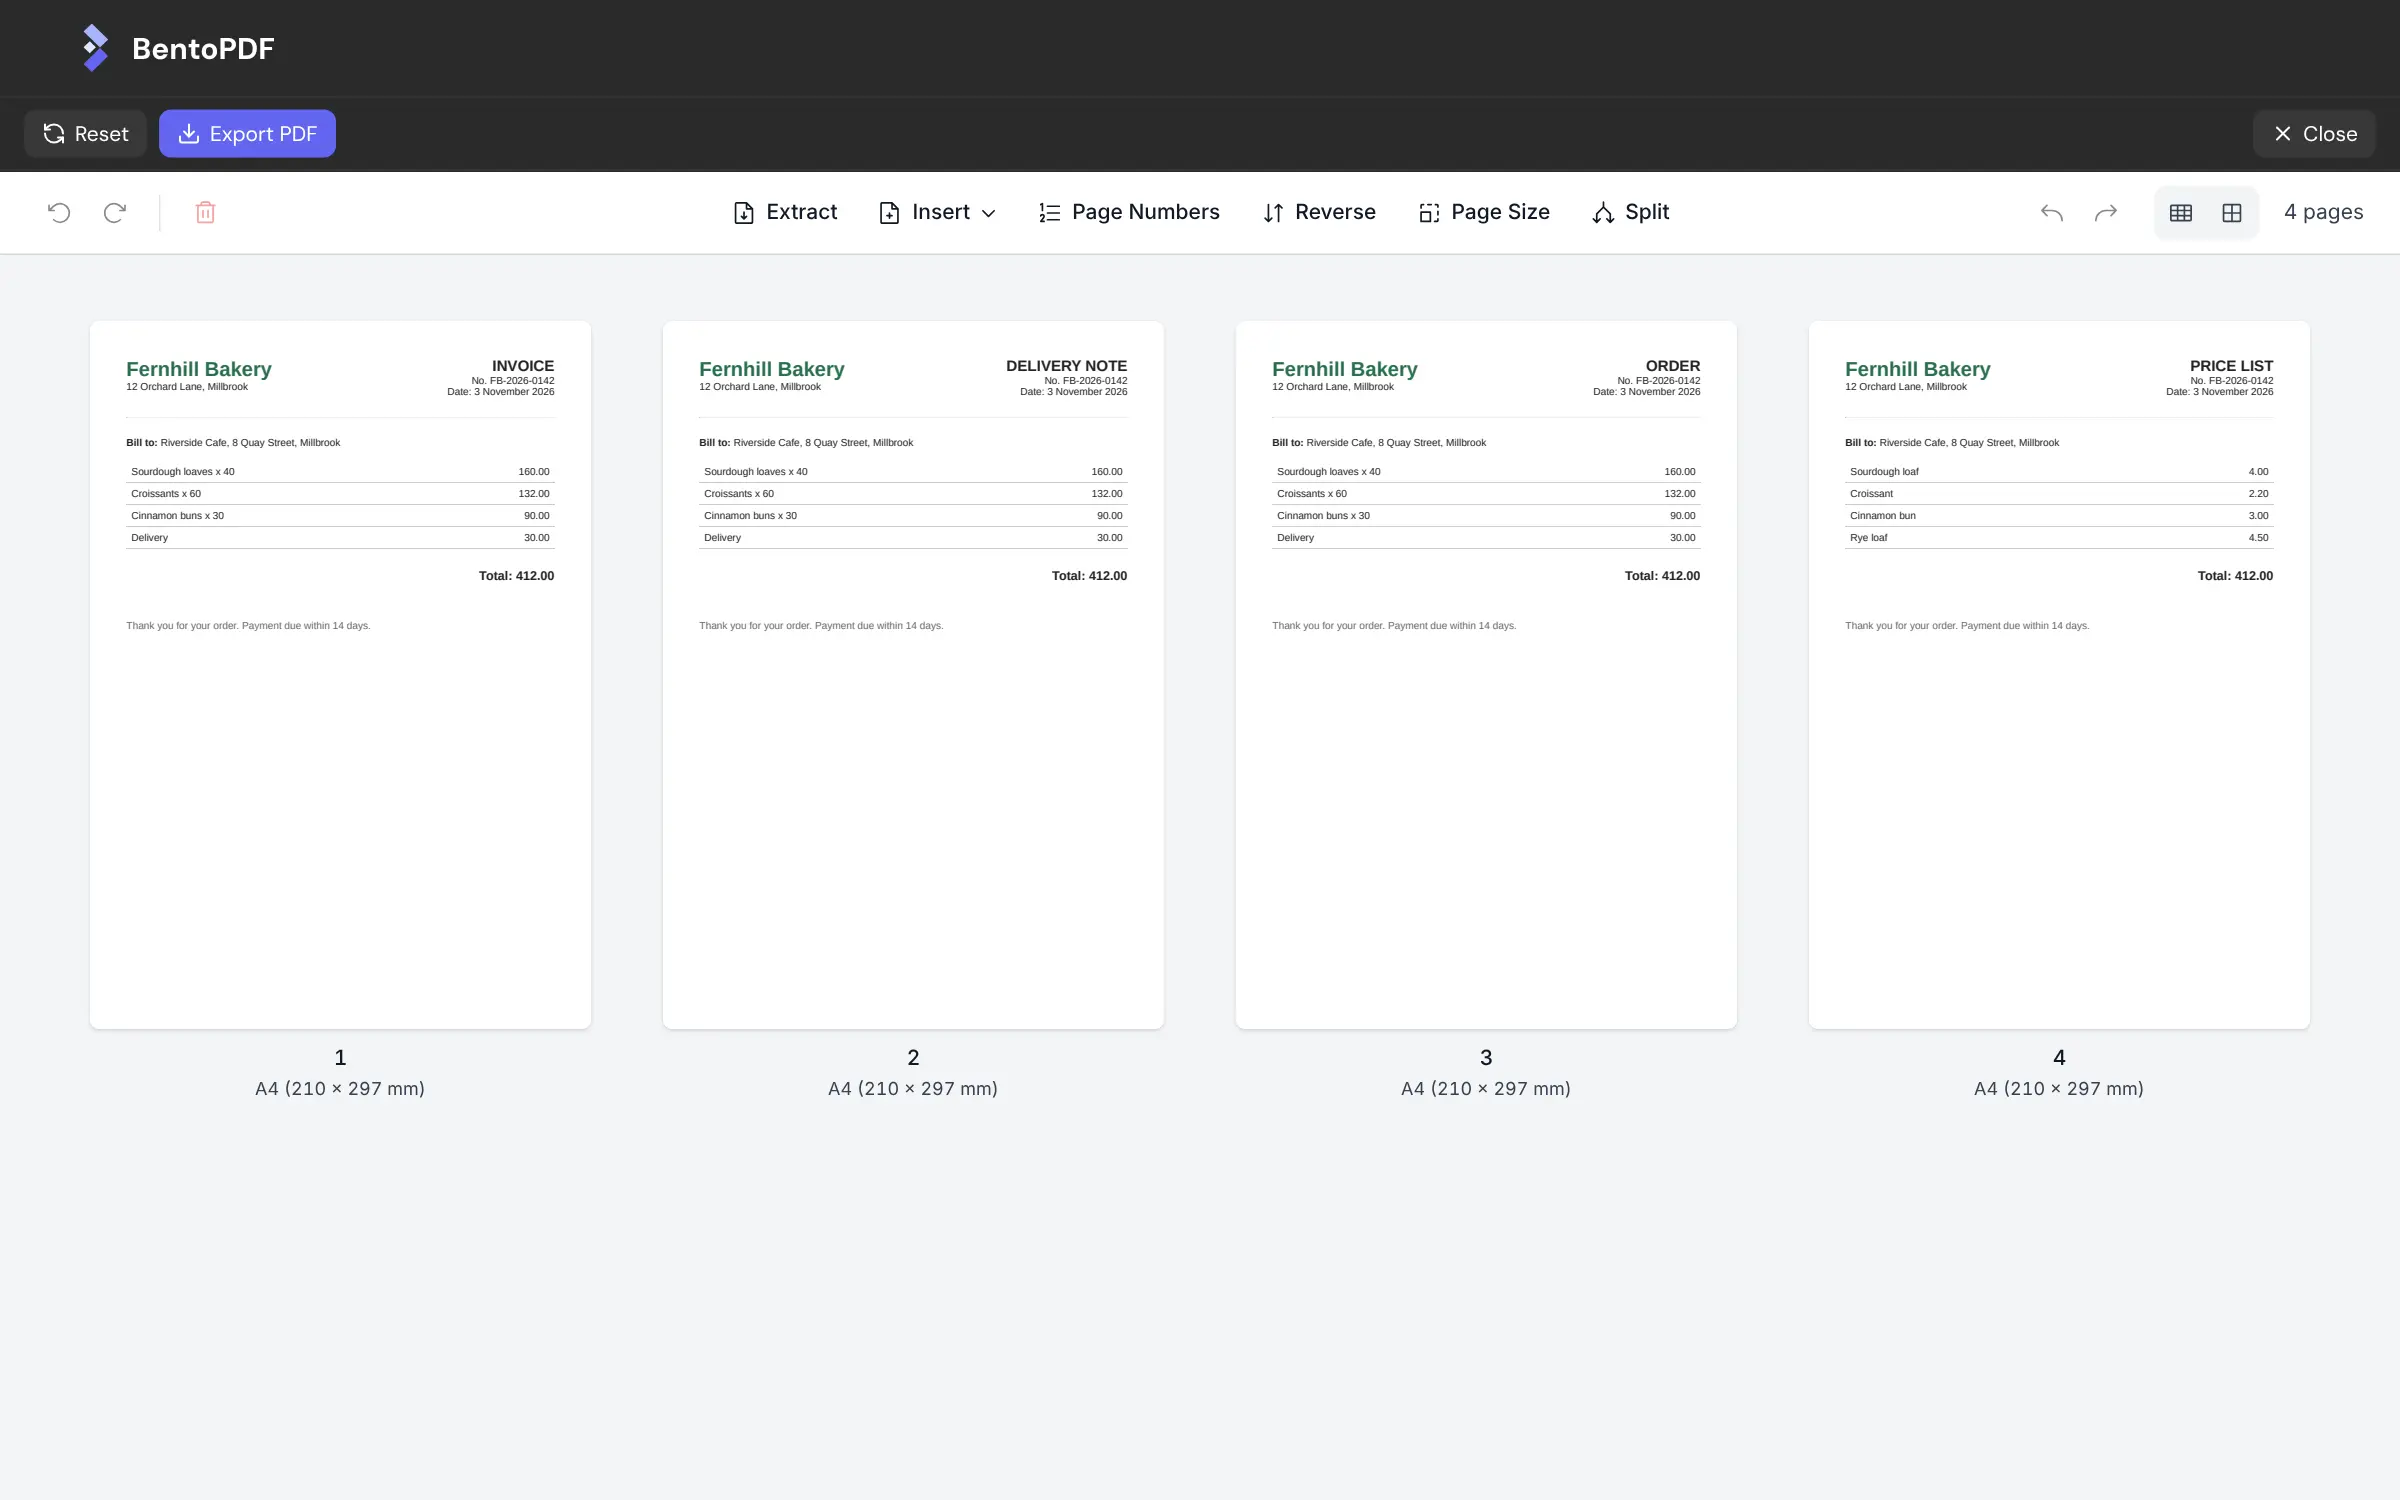 BentoPDF
Reset Export PDF Close
Extract Insert Page Numbers Reverse Page Size Split 4 pages
Fernhill Bakery INVOICE
12 Orchard Lane, Millbrook No. FB-2026-0142
Date: 3 November 2026
Bill to: Riverside Cafe, 8 Quay Street, Millbrook
Sourdough loaves x 40 160.00
Croissants x 60 132.00
Cinnamon buns x 30 90.00
Delivery 30.00
Total: 412.00
Thank you for your order. Payment due within 14 days.
1
A4 (210 × 297 mm)
Fernhill Bakery DELIVERY NOTE
12 Orchard Lane, Millbrook No. FB-2026-0142
Date: 3 November 2026
Bill to: Riverside Cafe, 8 Quay Street, Millbrook
Sourdough loaves x 40 160.00
Croissants x 60 132.00
Cinnamon buns x 30 90.00
Delivery 30.00
Total: 412.00
Thank you for your order. Payment due within 14 days.
2
A4 (210 × 297 mm)
Fernhill Bakery ORDER
12 Orchard Lane, Millbrook No. FB-2026-0142
Date: 3 November 2026
Bill to: Riverside Cafe, 8 Quay Street, Millbrook
Sourdough loaves x 40 160.00
Croissants x 60 132.00
Cinnamon buns x 30 90.00
Delivery 30.00
Total: 412.00
Thank you for your order. Payment due within 14 days.
3
A4 (210 × 297 mm)
Fernhill Bakery PRICE LIST
12 Orchard Lane, Millbrook No. FB-2026-0142
Date: 3 November 2026
Bill to: Riverside Cafe, 8 Quay Street, Millbrook
Sourdough loaf 4.00
Croissant 2.20
Cinnamon bun 3.00
Rye loaf 4.50
Total: 412.00
Thank you for your order. Payment due within 14 days.
4
A4 (210 × 297 mm)